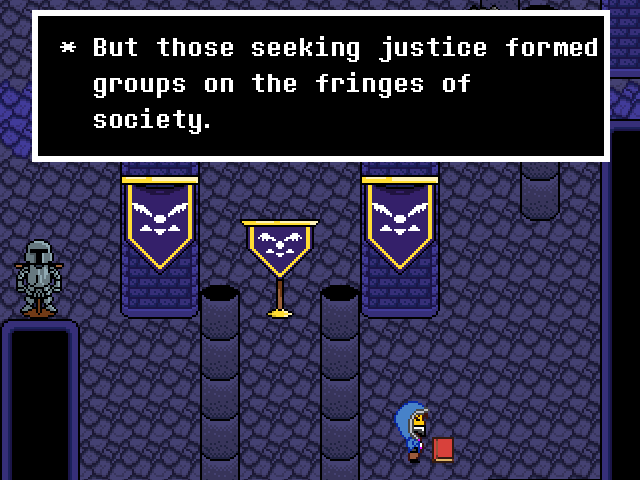 * But those seeking justice formed
groups on the fringes of
society.